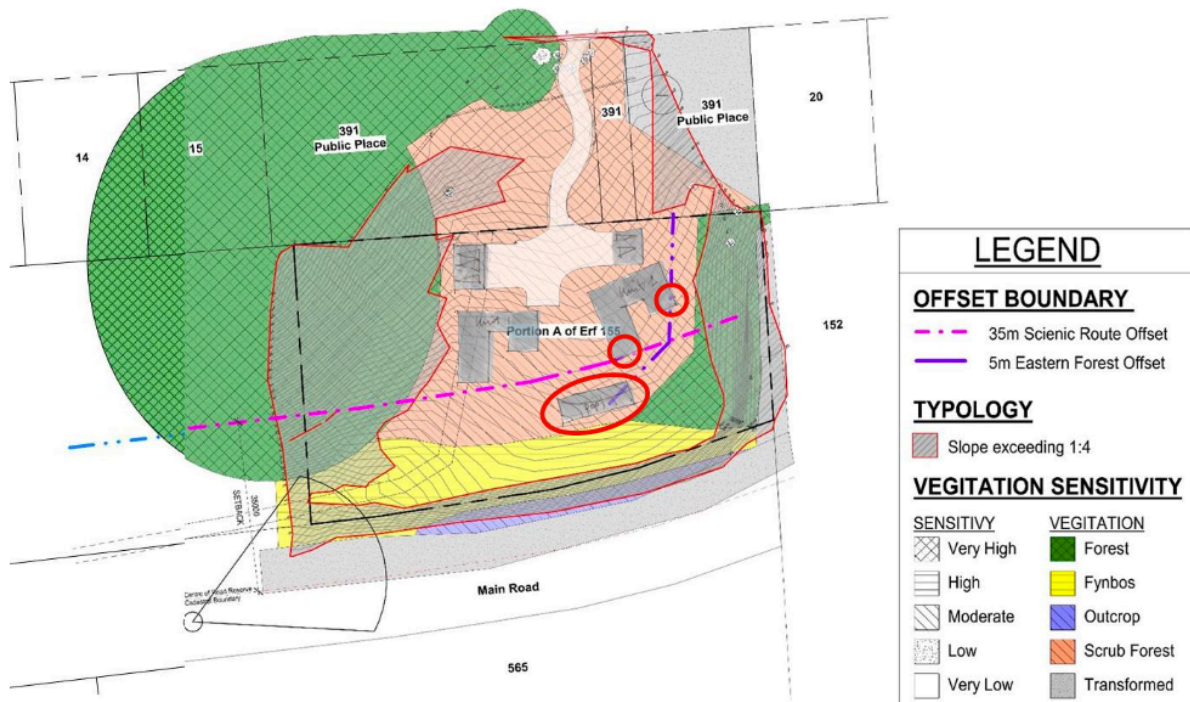 14
15
391
Public Place
391
391
Public Place
20
Portion A of Erf 155
152
35000
SETBACK
Centre of Road Reserve
Cadastral Boundary
Main Road
565
LEGEND
OFFSET BOUNDARY
35m Scienic Route Offset
5m Eastern Forest Offset
TYPOLOGY
Slope exceeding 1:4
VEGITATION SENSITIVITY
SENSITIVY
VEGITATION
Very High
Forest
High
Fynbos
Moderate
Outcrop
Low
Scrub Forest
Very Low
Transformed